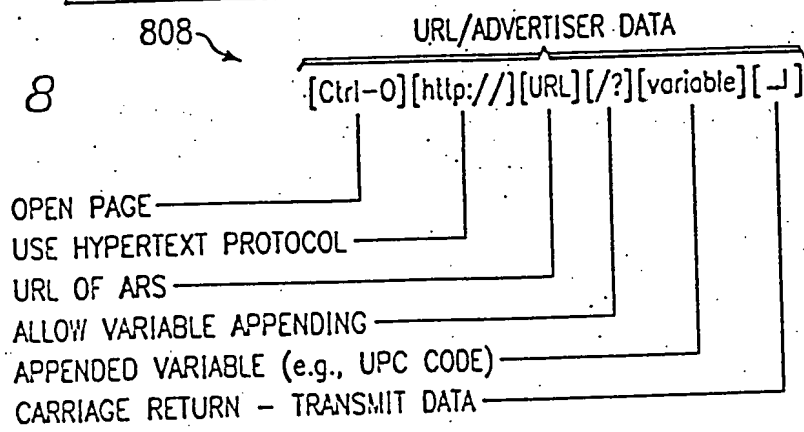 808
URL/ADVERTISER DATA
8
[Ctrl-O][http://][URL][/?][variable][↵]
OPEN PAGE
USE HYPERTEXT PROTOCOL
URL OF ARS
ALLOW VARIABLE APPENDING
APPENDED VARIABLE (e.g., UPC CODE)
CARRIAGE RETURN - TRANSMIT DATA